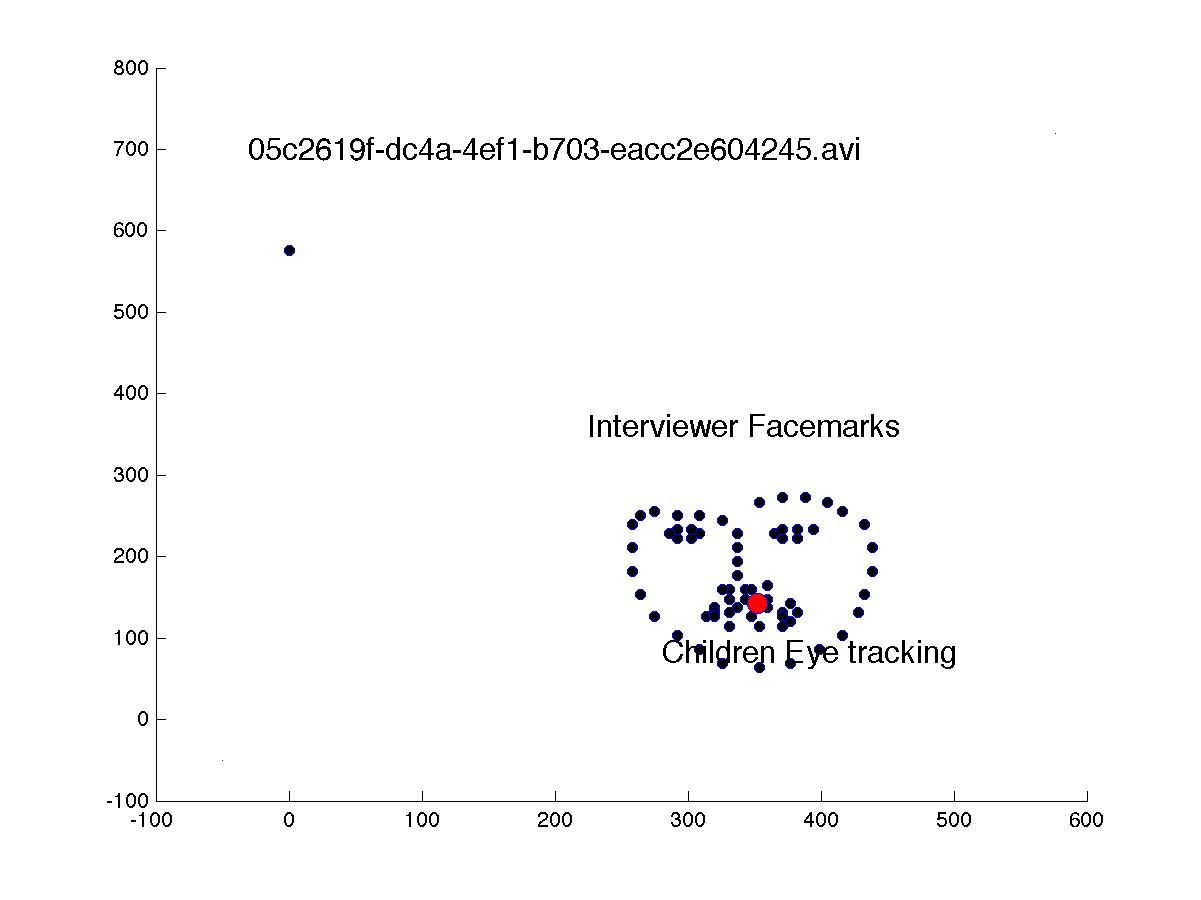 800
700
05c2619f-dc4a-4ef1-b703-eacc2e604245.avi
600
500
400
Interviewer Facemarks
300
200
100
Children Eye tracking
0
-100
-100 0 100 200 300 400 500 600